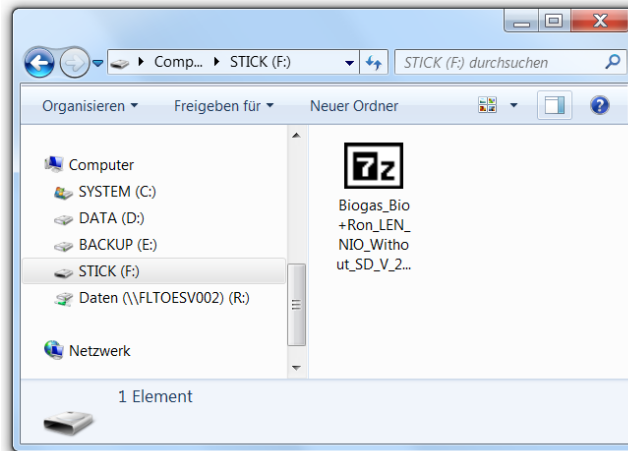 Comp... STICK (F:) STICK (F:) durchsuchen
Organisieren Freigeben für Neuer Ordner
Computer
SYSTEM (C:)
DATA (D:)
BACKUP (E:)
STICK (F:)
Daten (\\FLTOESV002) (R:)
Netzwerk
7z
Biogas_Bio
+Ron_LEN_
NIO_Witho
ut_SD_V_2...
1 Element